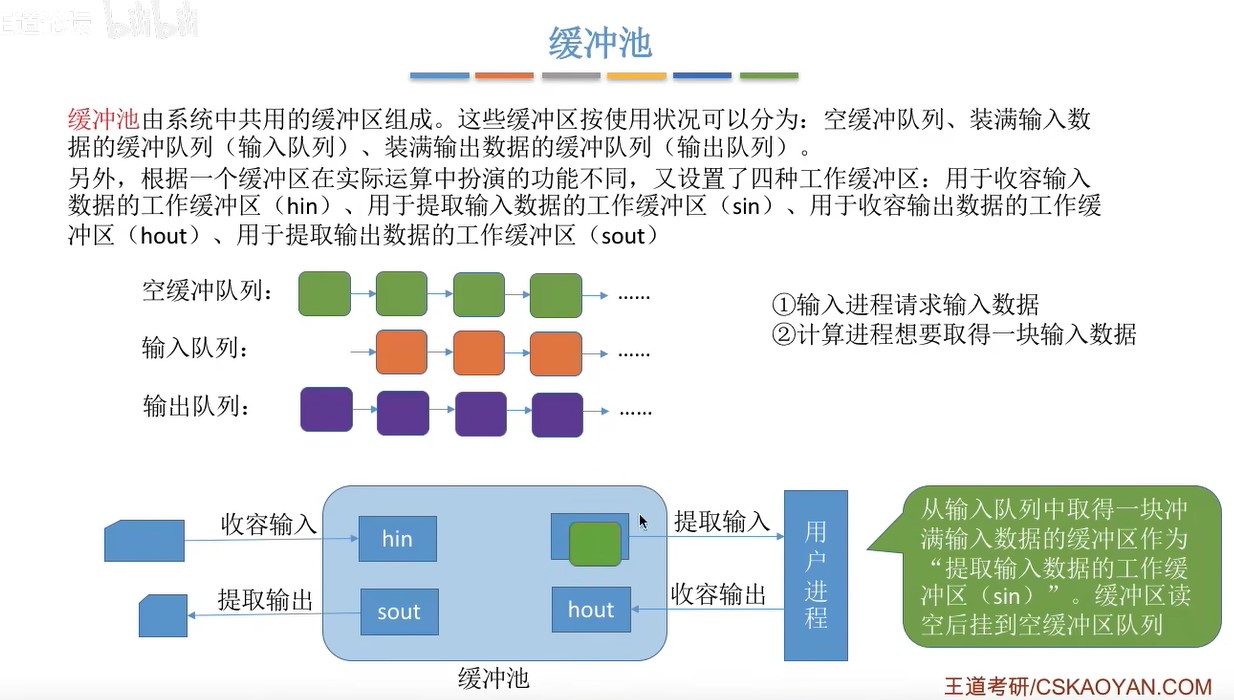 bilibili
缓冲池
缓冲池由系统中共用的缓冲区组成。这些缓冲区按使用状况可以分为：空缓冲队列、装满输入数
据的缓冲队列（输入队列）、装满输出数据的缓冲队列（输出队列）。
另外，根据一个缓冲区在实际运算中扮演的功能不同，又设置了四种工作缓冲区：用于收容输入
数据的工作缓冲区（hin）、用于提取输入数据的工作缓冲区（sin）、用于收容输出数据的工作缓
冲区（hout）、用于提取输出数据的工作缓冲区（sout）
空缓冲队列：
......
输入队列：
......
输出队列：
......
①输入进程请求输入数据
②计算进程想要取得一块输入数据
收容输入
hin
提取输入
提取输出
sout
hout
收容输出
用
户
进
程
缓冲池
从输入队列中取得一块冲
满输入数据的缓冲区作为
“提取输入数据的工作缓
冲区（sin）”。缓冲区读
空后挂到空缓冲区队列
王道考研/CSKAOYAN.COM